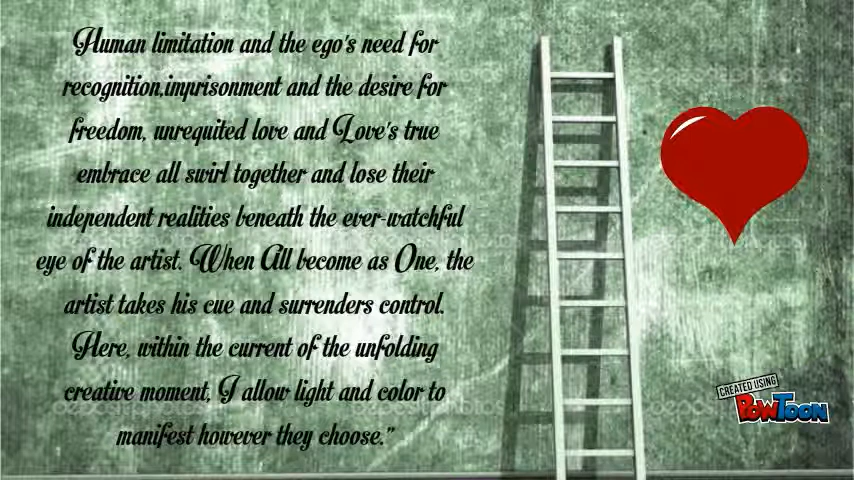 Human limitation and the ego's need for
recognition,imprisonment and the desire for
freedom, unrequited love and Love's true
embrace all swirl together and lose their
independent realities beneath the ever-watchful
eye of the artist. When All become as One, the
artist takes his cue and surrenders control.
Here, within the current of the unfolding
creative moment, I allow light and color to
manifest however they choose."
CREATED USING
POWTOON